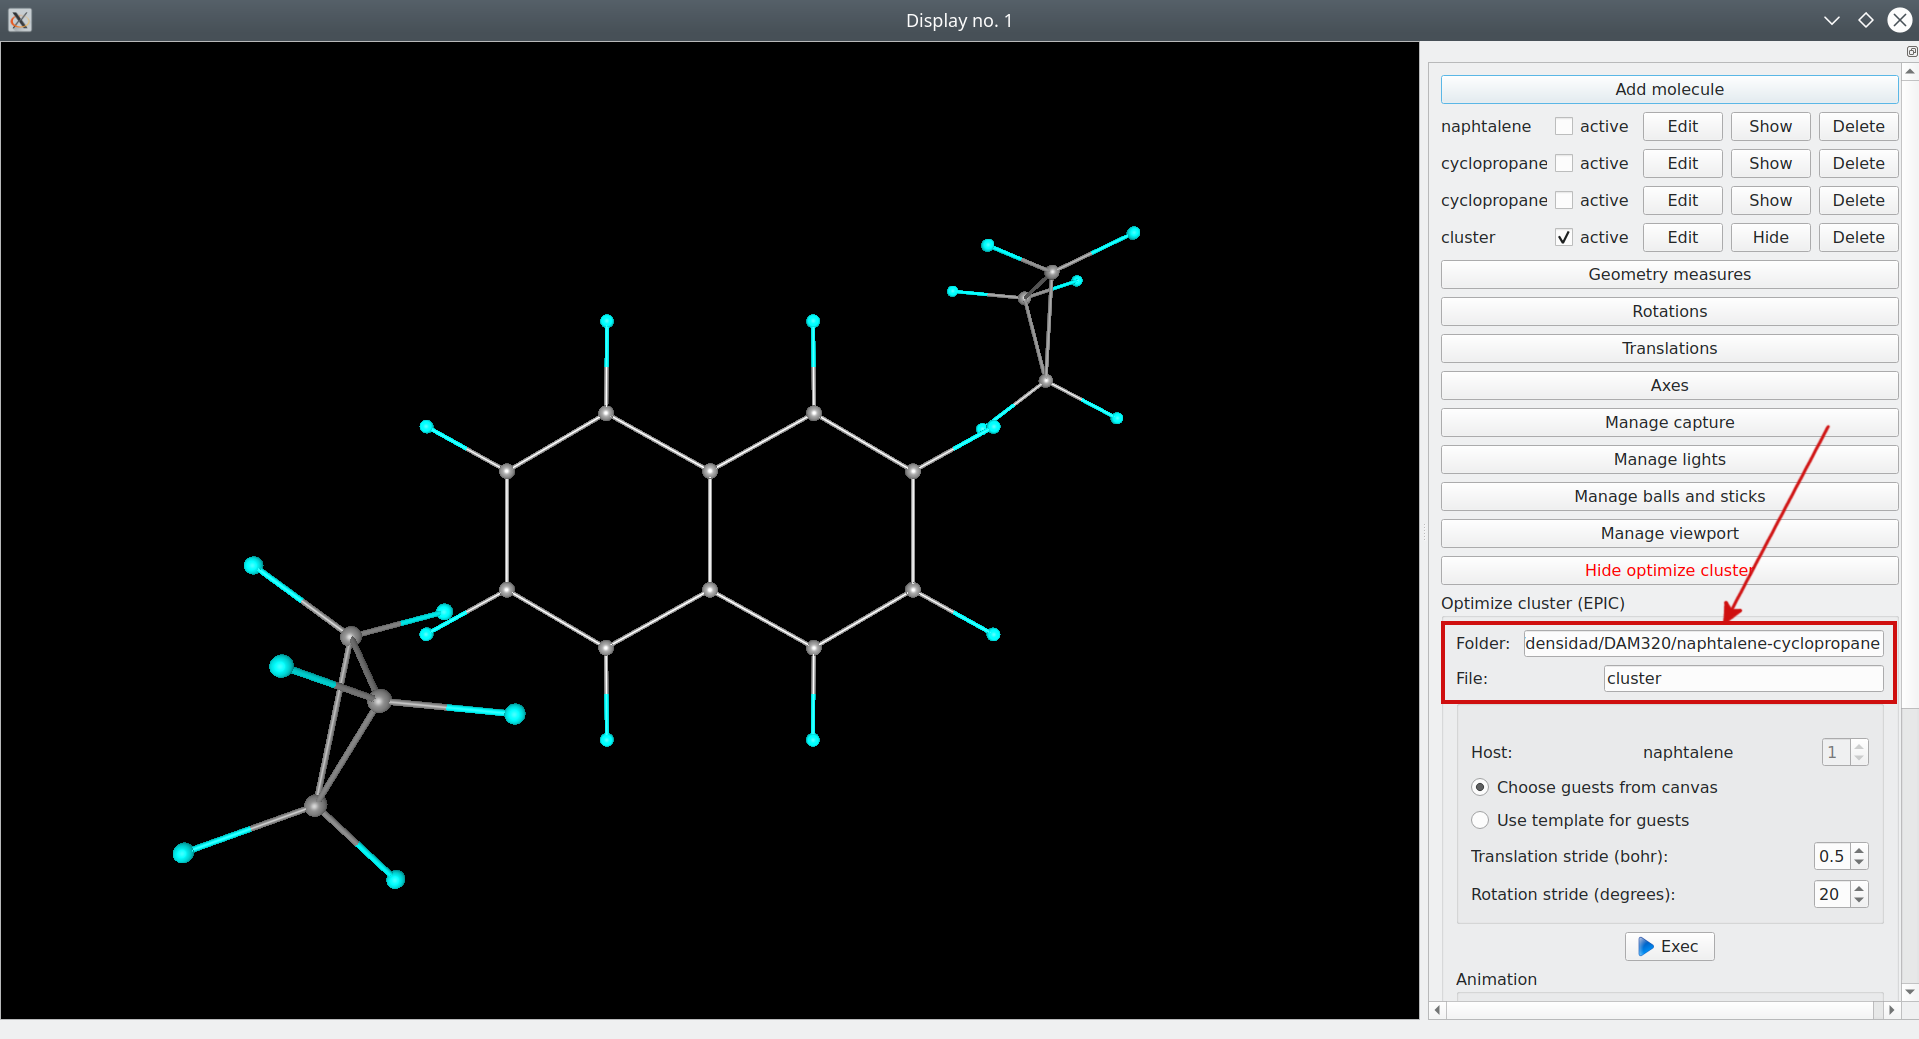 Display no. 1
Add molecule
naphtalene active Edit Show Delete
cyclopropane active Edit Show Delete
cyclopropane active Edit Show Delete
cluster active Edit Hide Delete
Geometry measures
Rotations
Translations
Axes
Manage capture
Manage lights
Manage balls and sticks
Manage viewport
Hide optimize cluster
Optimize cluster (EPIC)
Folder: densidad/DAM320/naphtalene-cyclopropane
File: cluster
Host: naphtalene 1
Choose guests from canvas
Use template for guests
Translation stride (bohr): 0.5
Rotation stride (degrees): 20
Exec
Animation